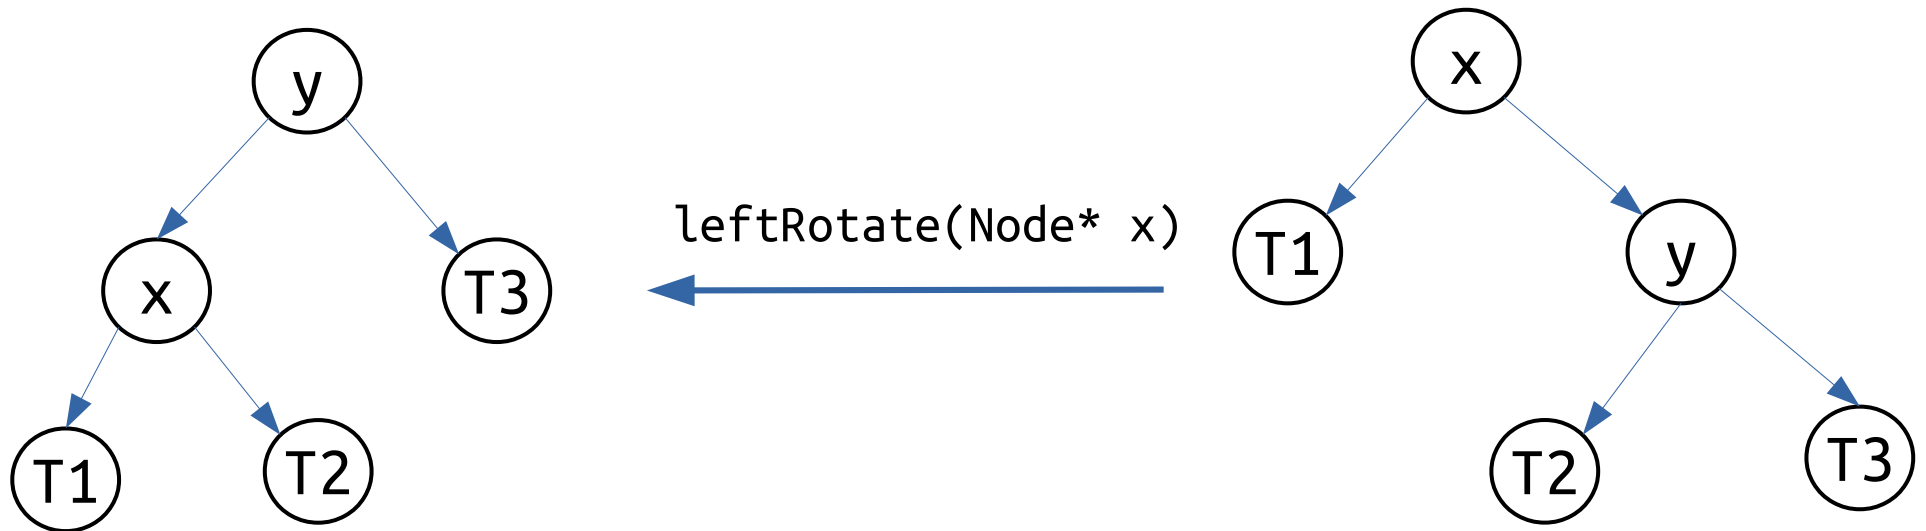 y
x
T3
T1
T2
leftRotate(Node* x)
x
T1
y
T2
T3